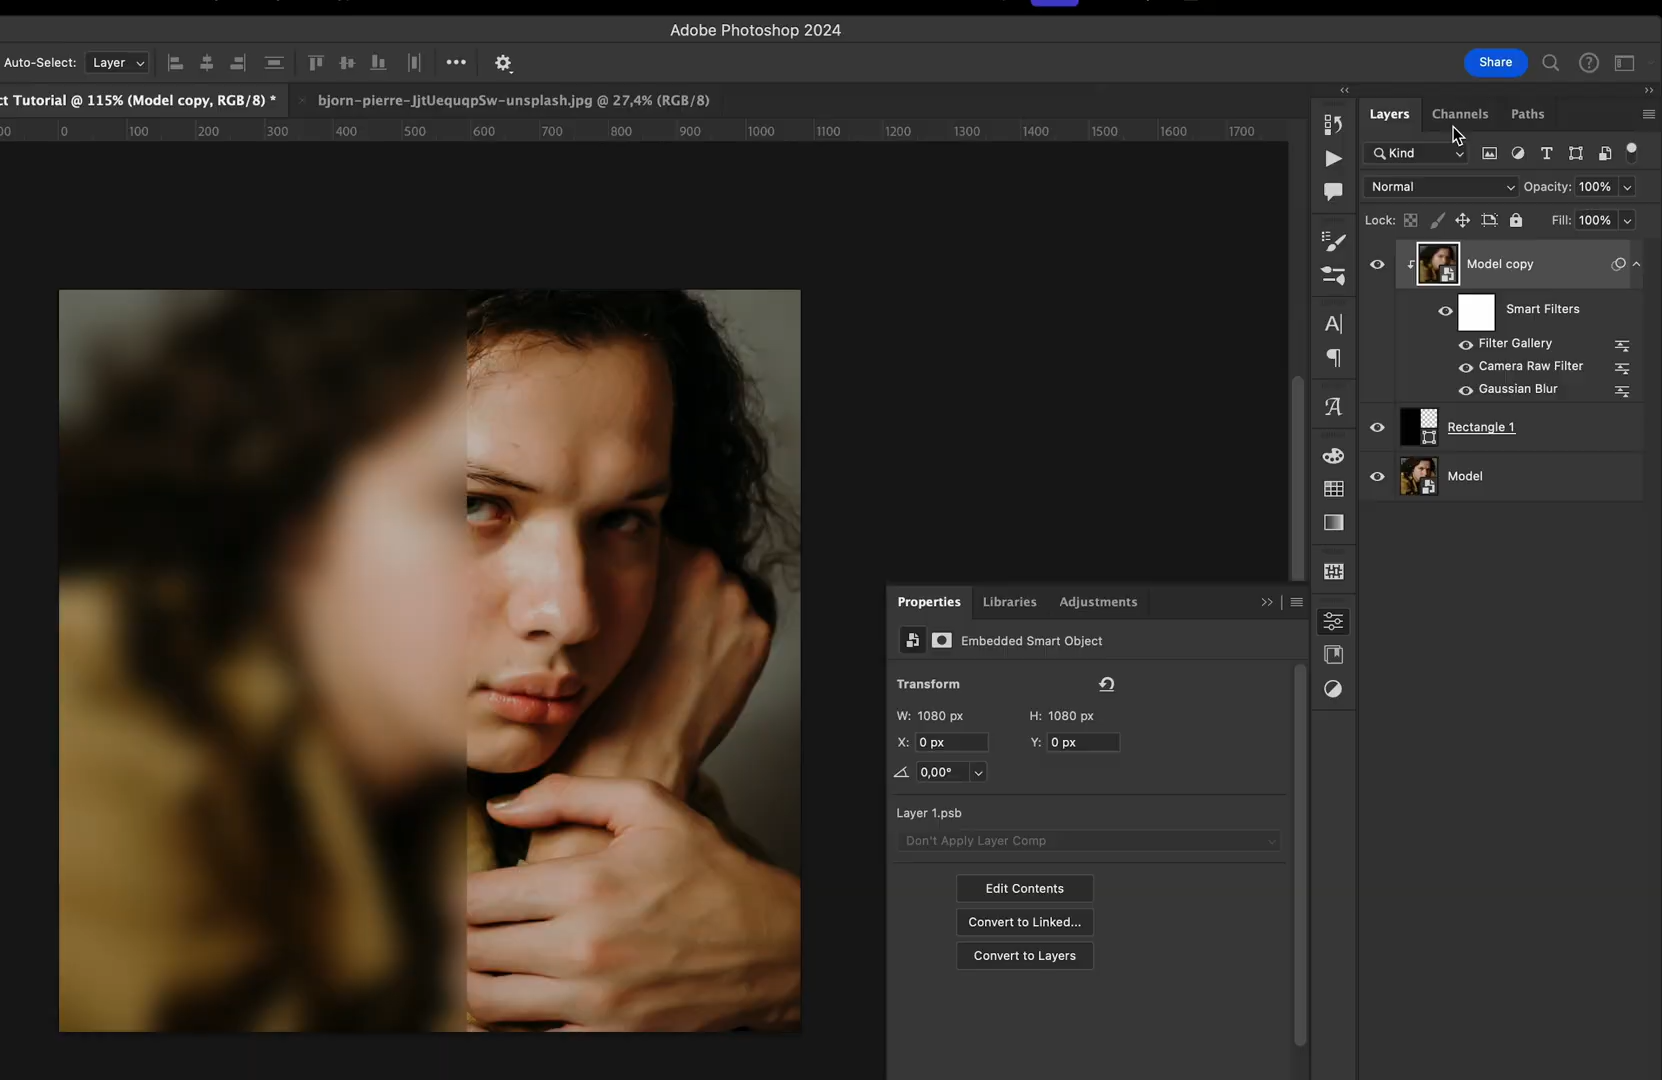 Adobe Photoshop 2024
Auto-Select: Layer
Share
ct Tutorial @ 115% (Model copy, RGB/8) *
bjorn-pierre-JjtUequqpSw-unsplash.jpg @ 27,4% (RGB/8)
00 0 100 200 300 400 500 600 700 800 900 1000 1100 1200 1300 1400 1500 1600 1700
Layers Channels Paths
Kind
Normal Opacity: 100%
Lock: Fill: 100%
Model copy
Smart Filters
Filter Gallery
Camera Raw Filter
Gaussian Blur
Rectangle 1
Model
Properties Libraries Adjustments
Embedded Smart Object
Transform
W: 1080 px H: 1080 px
X: 0 px Y: 0 px
0,00°
Layer 1.psb
Don't Apply Layer Comp
Edit Contents
Convert to Linked...
Convert to Layers